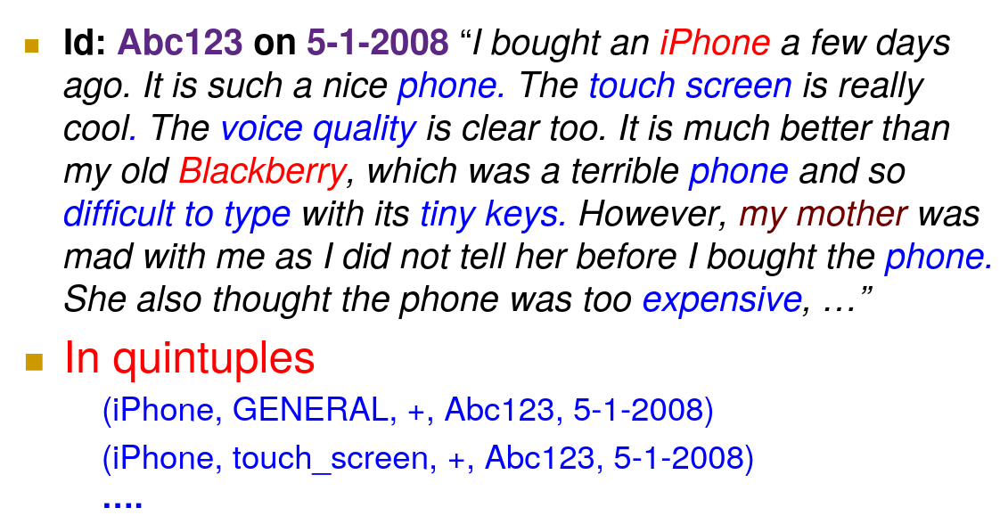 Id: Abc123 on 5-1-2008 “I bought an iPhone a few days
ago. It is such a nice phone. The touch screen is really
cool. The voice quality is clear too. It is much better than
my old Blackberry, which was a terrible phone and so
difficult to type with its tiny keys. However, my mother was
mad with me as I did not tell her before I bought the phone.
She also thought the phone was too expensive, …”
In quintuples
(iPhone, GENERAL, +, Abc123, 5-1-2008)
(iPhone, touch_screen, +, Abc123, 5-1-2008)
....